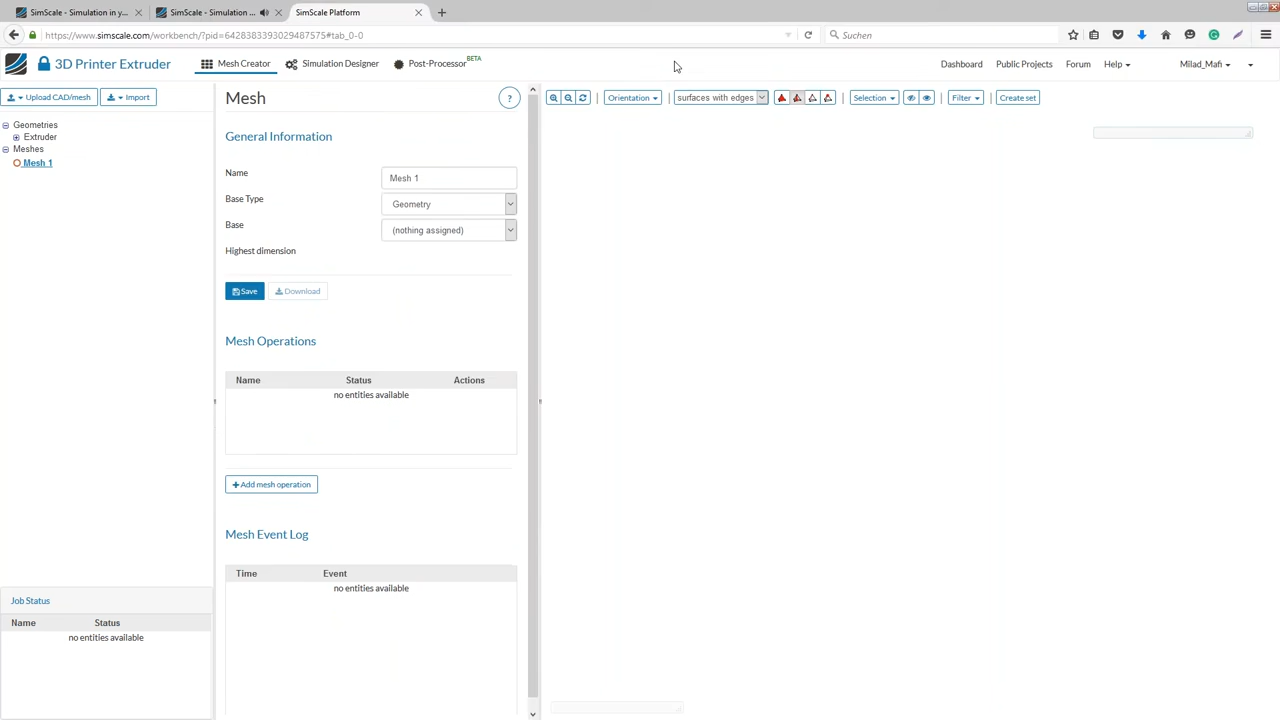 SimScale - Simulation in y...
SimScale - Simulation ...
SimScale Platform
https://www.simscale.com/workbench/?pid=6428383393029487575#tab_0-0
Suchen
3D Printer Extruder
Mesh Creator
Simulation Designer
Post-Processor BETA
Dashboard
Public Projects
Forum
Help
Milad_Mafi
Upload CAD/mesh
Import
Geometries
Extruder
Meshes
Mesh 1
Mesh
?
Orientation
surfaces with edges
Selection
Filter
Create set
General Information
Name
Mesh 1
Base Type
Geometry
Base
(nothing assigned)
Highest dimension
Save
Download
Mesh Operations
Name Status Actions
no entities available
Add mesh operation
Mesh Event Log
Time Event
no entities available
Job Status
Name Status
no entities available